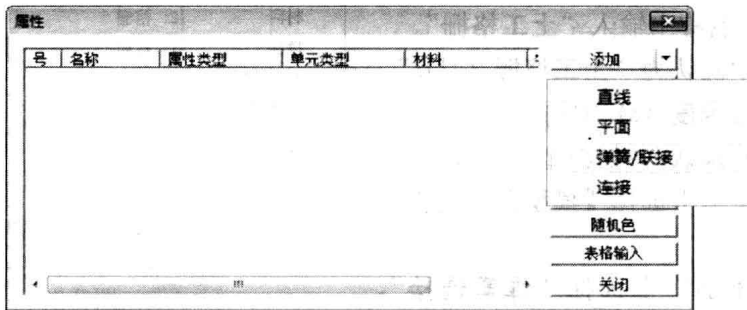 属性
号 名称 属性类型 单元类型 材料
添加
直线
平面
弹簧/联接
连接
随机色
表格输入
关闭